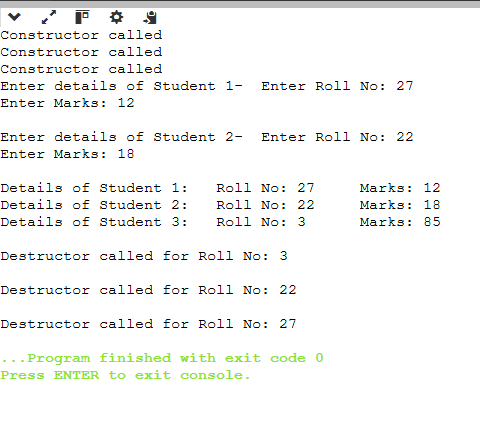 Constructor called
Constructor called
Constructor called
Enter details of Student 1-  Enter Roll No: 27
Enter Marks: 12
Enter details of Student 2-  Enter Roll No: 22
Enter Marks: 18
Details of Student 1:   Roll No: 27     Marks: 12
Details of Student 2:   Roll No: 22     Marks: 18
Details of Student 3:   Roll No: 3      Marks: 85
Destructor called for Roll No: 3
Destructor called for Roll No: 22
Destructor called for Roll No: 27
...Program finished with exit code 0
Press ENTER to exit console.